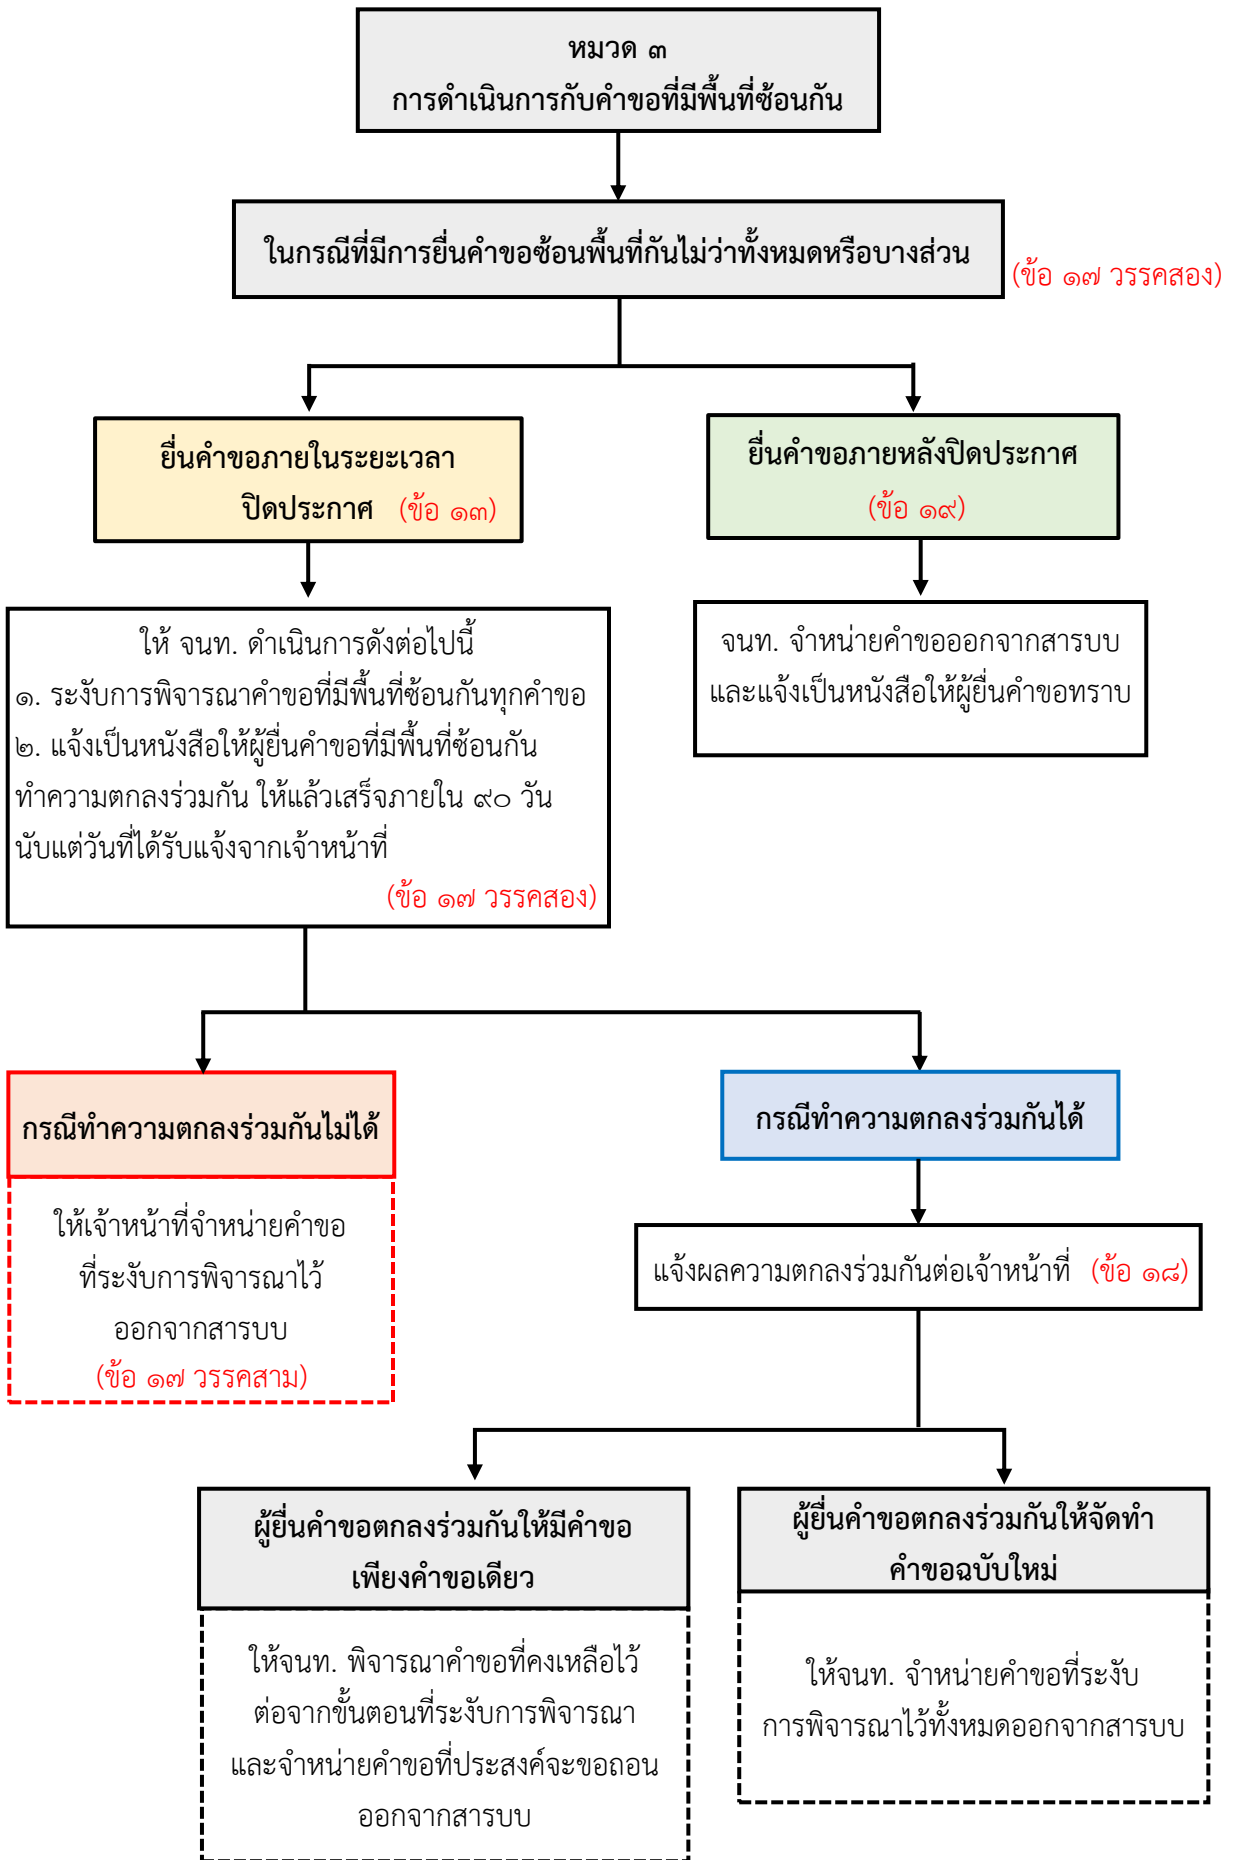 หมวด ๓
การดำเนินการกับคำขอที่มีพื้นที่ซ้อนกัน
ในกรณีที่มีการยื่นคำขอซ้อนพื้นที่กันไม่ว่าทั้งหมดหรือบางส่วน
(ข้อ ๑๗ วรรคสอง)
ยื่นคำขอภายในระยะเวลา
ปิดประกาศ (ข้อ ๑๓)
ยื่นคำขอภายหลังปิดประกาศ
(ข้อ ๑๙)
ให้ จนท. ดำเนินการดังต่อไปนี้
๑. ระงับการพิจารณาคำขอที่มีพื้นที่ซ้อนกันทุกคำขอ
๒. แจ้งเป็นหนังสือให้ผู้ยื่นคำขอที่มีพื้นที่ซ้อนกัน
ทำความตกลงร่วมกัน ให้แล้วเสร็จภายใน ๙๐ วัน
นับแต่วันที่ได้รับแจ้งจากเจ้าหน้าที่
(ข้อ ๑๗ วรรคสอง)
จนท. จำหน่ายคำขอออกจากสารบบ
และแจ้งเป็นหนังสือให้ผู้ยื่นคำขอทราบ
กรณีทำความตกลงร่วมกันไม่ได้
ให้เจ้าหน้าที่จำหน่ายคำขอ
ที่ระงับการพิจารณาไว้
ออกจากสารบบ
(ข้อ ๑๗ วรรคสาม)
กรณีทำความตกลงร่วมกันได้
แจ้งผลความตกลงร่วมกันต่อเจ้าหน้าที่ (ข้อ ๑๘)
ผู้ยื่นคำขอตกลงร่วมกันให้มีคำขอ
เพียงคำขอเดียว
ให้จนท. พิจารณาคำขอที่คงเหลือไว้
ต่อจากขั้นตอนที่ระงับการพิจารณา
และจำหน่ายคำขอที่ประสงค์จะขอถอน
ออกจากสารบบ
ผู้ยื่นคำขอตกลงร่วมกันให้จัดทำ
คำขอฉบับใหม่
ให้จนท. จำหน่ายคำขอที่ระงับ
การพิจารณาไว้ทั้งหมดออกจากสารบบ